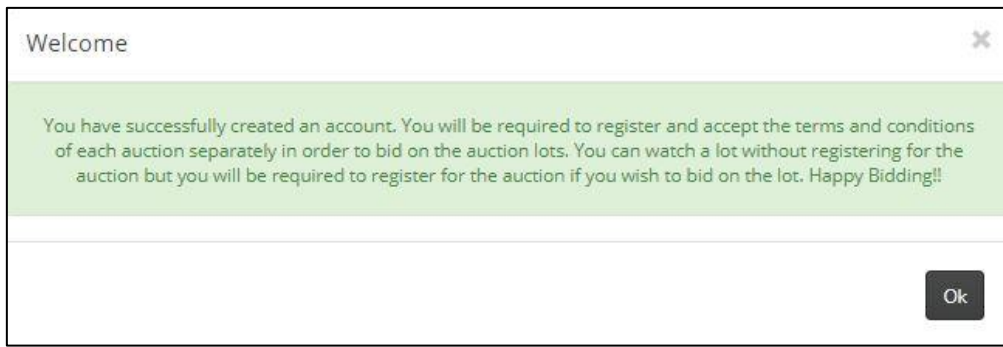 Welcome
×
You have successfully created an account. You will be required to register and accept the terms and conditions
of each auction separately in order to bid on the auction lots. You can watch a lot without registering for the
auction but you will be required to register for the auction if you wish to bid on the lot. Happy Bidding!!
Ok